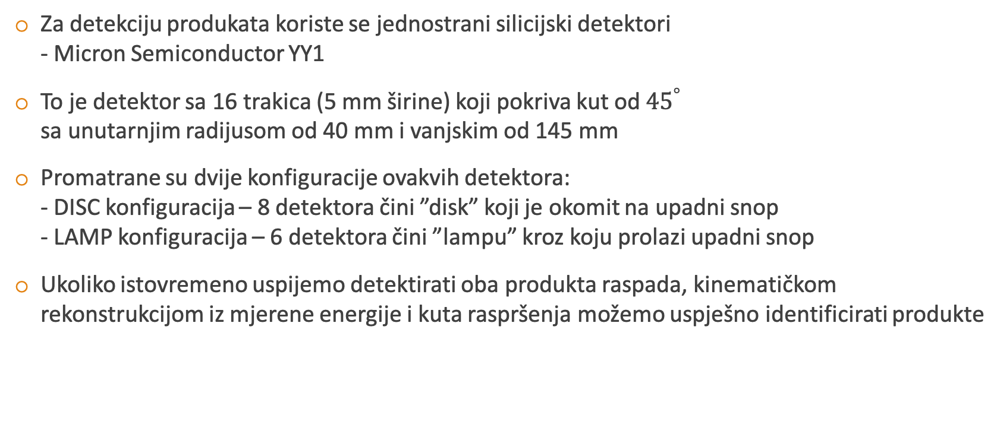 Za detekciju produkata koriste se jednostrani silicijski detektori
- Micron Semiconductor YY1
To je detektor sa 16 trakica (5 mm širine) koji pokriva kut od 45°
sa unutarnjim radijusom od 40 mm i vanjskim od 145 mm
Promatrane su dvije konfiguracije ovakvih detektora:
- DISC konfiguracija – 8 detektora čini ”disk” koji je okomit na upadni snop
- LAMP konfiguracija – 6 detektora čini ”lampu” kroz koju prolazi upadni snop
Ukoliko istovremeno uspijemo detektirati oba produkta raspada, kinematičkom
rekonstrukcijom iz mjerene energije i kuta raspršenja možemo uspješno identificirati produkte